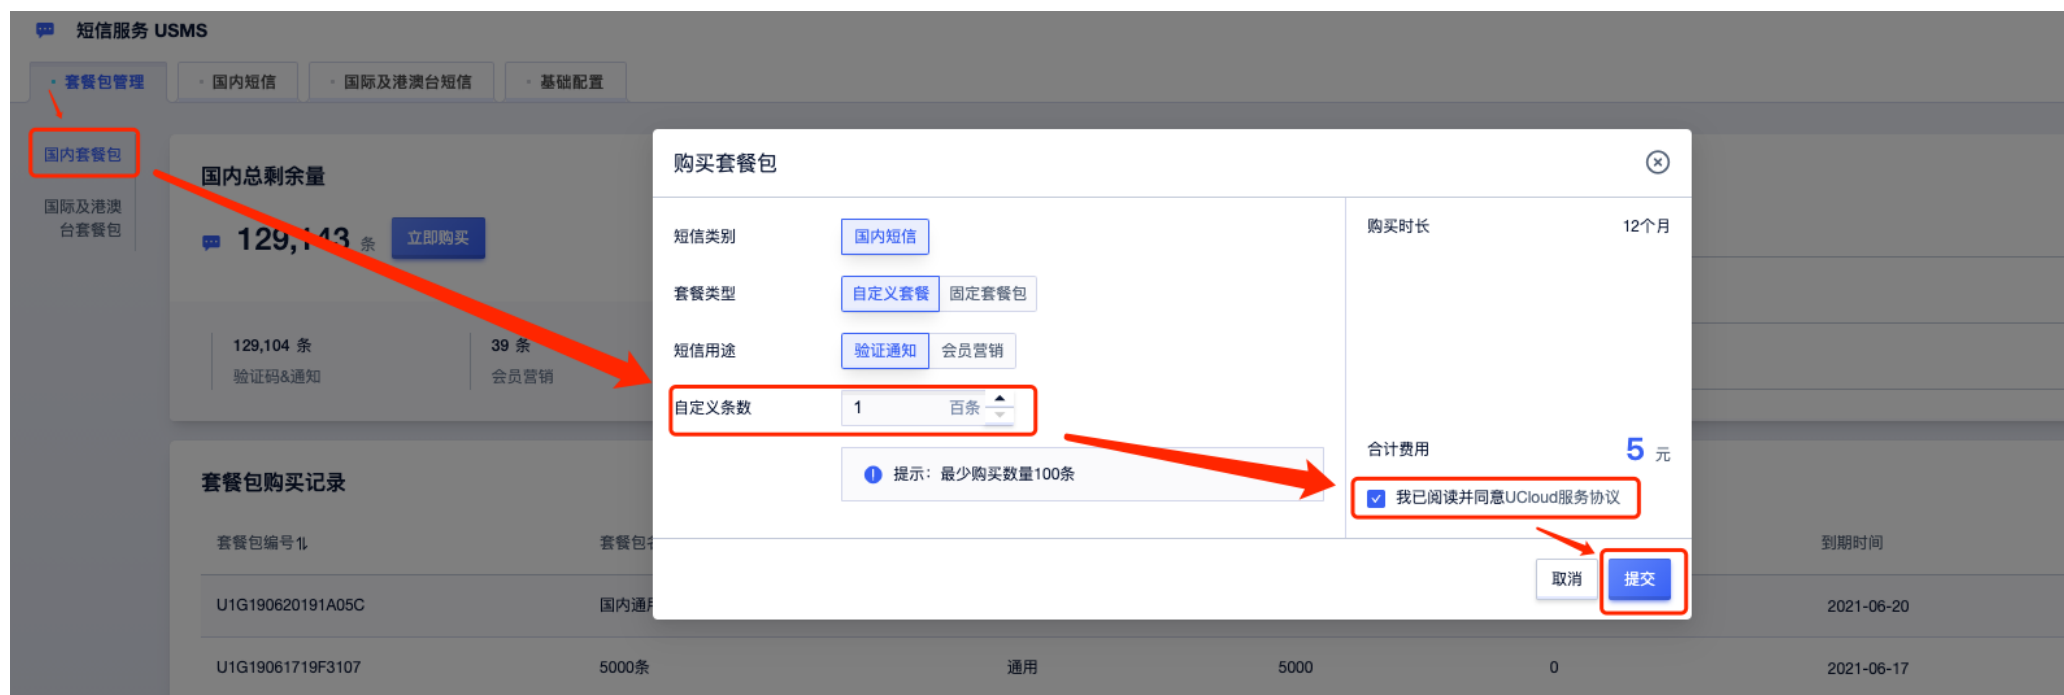 短信服务 USMS
套餐包管理
国内短信
国际及港澳台短信
基础配置
国内套餐包
国际及港澳
台套餐包
国内总剩余量
129,143 条
立即购买
129,104 条
验证码&通知
39 条
会员营销
购买套餐包
短信类别
国内短信
套餐类型
自定义套餐
固定套餐包
短信用途
验证通知
会员营销
自定义条数
1
百条
提示：最少购买数量100条
购买时长
12个月
合计费用
5 元
我已阅读并同意UCloud服务协议
取消
提交
套餐包购买记录
套餐包编号
套餐包
到期时间
U1G190620191A05C
国内通
2021-06-20
U1G19061719F3107
5000条
通用
5000
0
2021-06-17